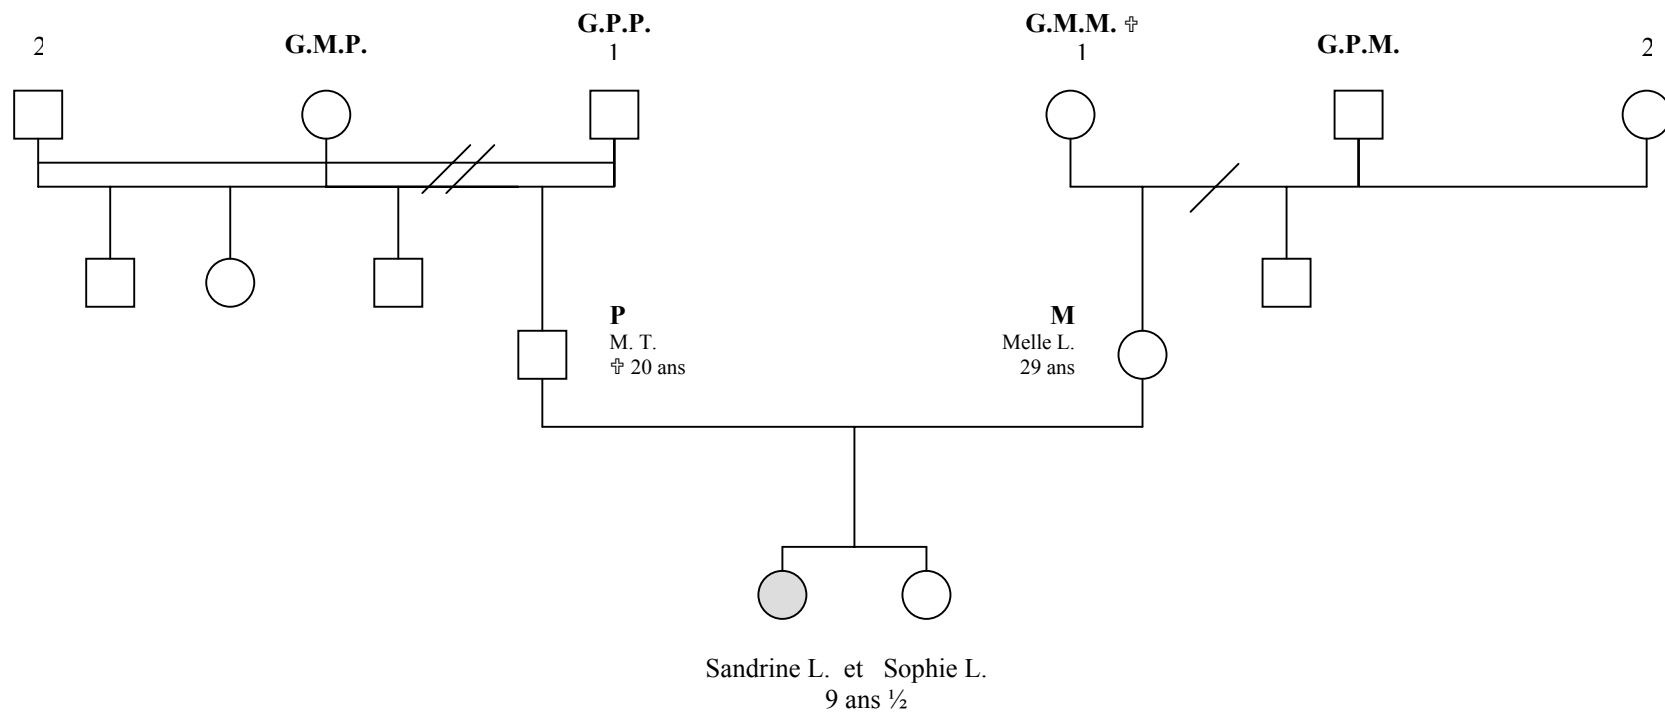 2
G.M.P.
G.P.P.
1
G.M.M. ✞
1
G.P.M.
2
P
M. T.
✞ 20 ans
M
Melle L.
29 ans
Sandrine L. et Sophie L.
9 ans ½